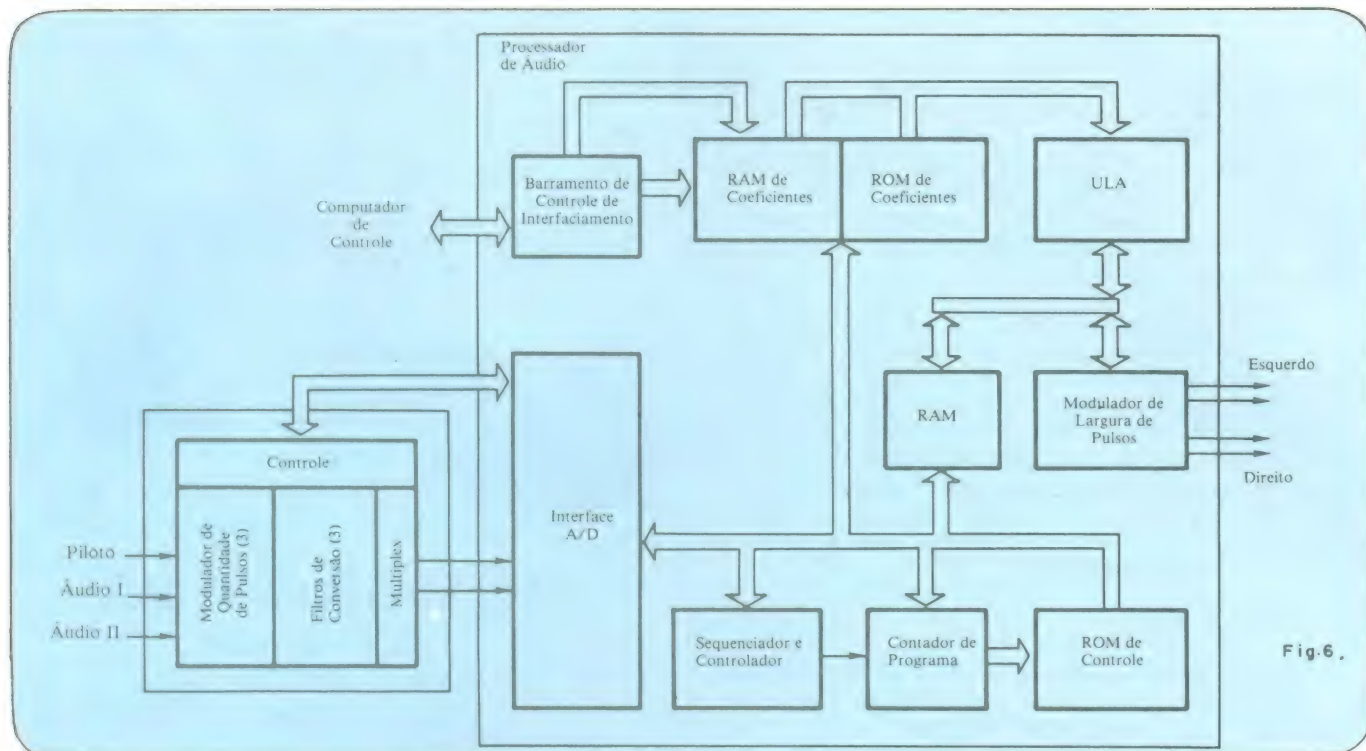 Processador
de Áudio
Barramento de
Controle de
Interfaciamento
RAM de
Coeficientes
ROM de
Coeficientes
ULA
Computador
de
Controle
RAM
Modulador de
Largura de
Pulsos
Esquerdo
Direito
Controle
Modulador de
Quantidade
de Pulsos (3)
Filtros de
Conversão (3)
Multiplex
Piloto
Áudio I
Áudio II
Interface
A/D
Sequenciador e
Controlador
Contador de
Programa
ROM de
Controle
Fig.6.